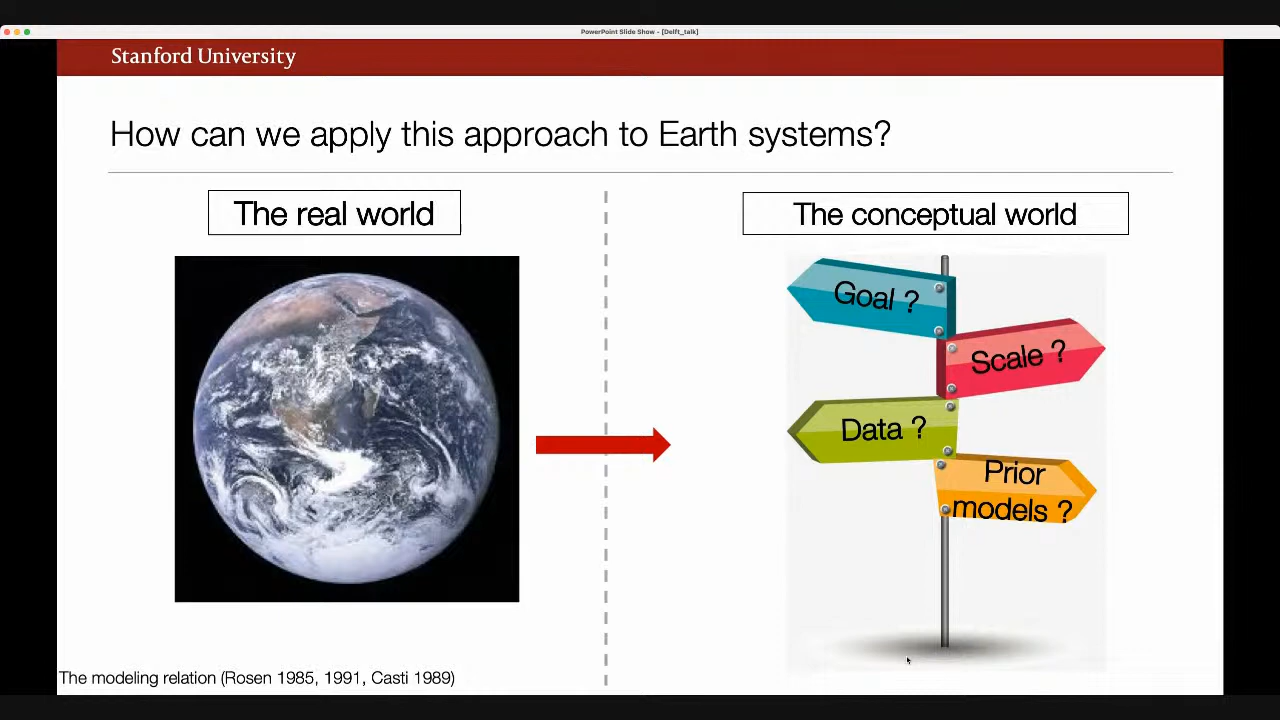 PowerPoint Slide Show - [Delft_talk]
Stanford University
How can we apply this approach to Earth systems?
The real world
The conceptual world
Goal ?
Scale ?
Data ?
Prior
models ?
The modeling relation (Rosen 1985, 1991, Casti 1989)